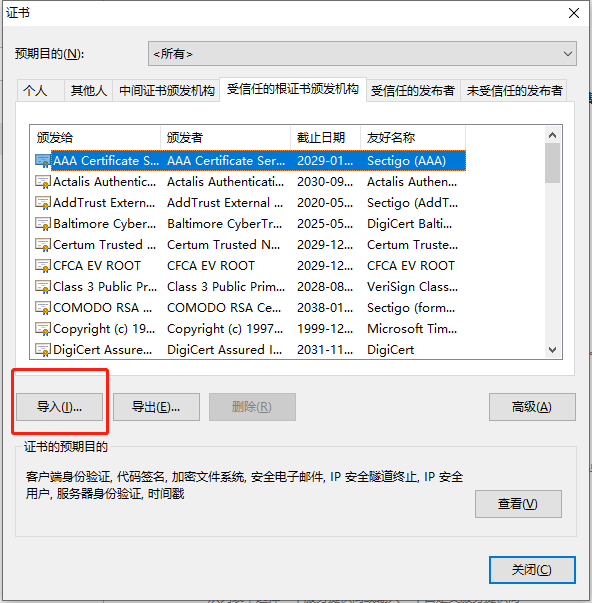 证书
预期目的(N):
<所有>
个人 其他人 中间证书颁发机构 受信任的根证书颁发机构 受信任的发布者 未受信任的发布者
颁发给 颁发者 截止日期 友好名称
AAA Certificate S... AAA Certificate Ser... 2029-01... Sectigo (AAA)
Actalis Authentic... Actalis Authenticati... 2030-09... Actalis Authen...
AddTrust Extern... AddTrust External ... 2020-05... Sectigo (AddT...
Baltimore Cyber... Baltimore CyberTr... 2025-05... DigiCert Balti...
Certum Trusted ... Certum Trusted N... 2029-12... Certum Truste...
CFCA EV ROOT CFCA EV ROOT 2029-12... CFCA EV ROOT
Class 3 Public Pr... Class 3 Public Prim... 2028-08... VeriSign Class...
COMODO RSA ... COMODO RSA Ce... 2038-01... Sectigo (form...
Copyright (c) 19... Copyright (c) 1997... 1999-12... Microsoft Tim...
DigiCert Assure... DigiCert Assured I... 2031-11... DigiCert
导入(I)... 导出(E)... 删除(R) 高级(A)
证书的预期目的
客户端身份验证, 代码签名, 加密文件系统, 安全电子邮件, IP 安全隧道终止, IP 安全
用户, 服务器身份验证, 时间戳
查看(V)
关闭(C)